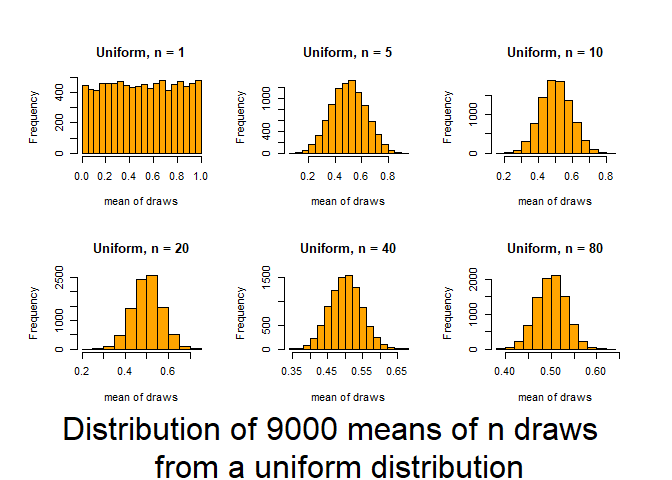 Uniform, n = 1
Frequency
0 200 400
0.0 0.2 0.4 0.6 0.8 1.0
mean of draws
Uniform, n = 5
Frequency
0 400 1000
0.2 0.4 0.6 0.8
mean of draws
Uniform, n = 10
Frequency
0 1000
0.2 0.4 0.6 0.8
mean of draws
Uniform, n = 20
Frequency
0 1000 2500
0.2 0.4 0.6
mean of draws
Uniform, n = 40
Frequency
0 500 1500
0.35 0.45 0.55 0.65
mean of draws
Uniform, n = 80
Frequency
0 1000 2000
0.40 0.50 0.60
mean of draws
Distribution of 9000 means of n draws
from a uniform distribution